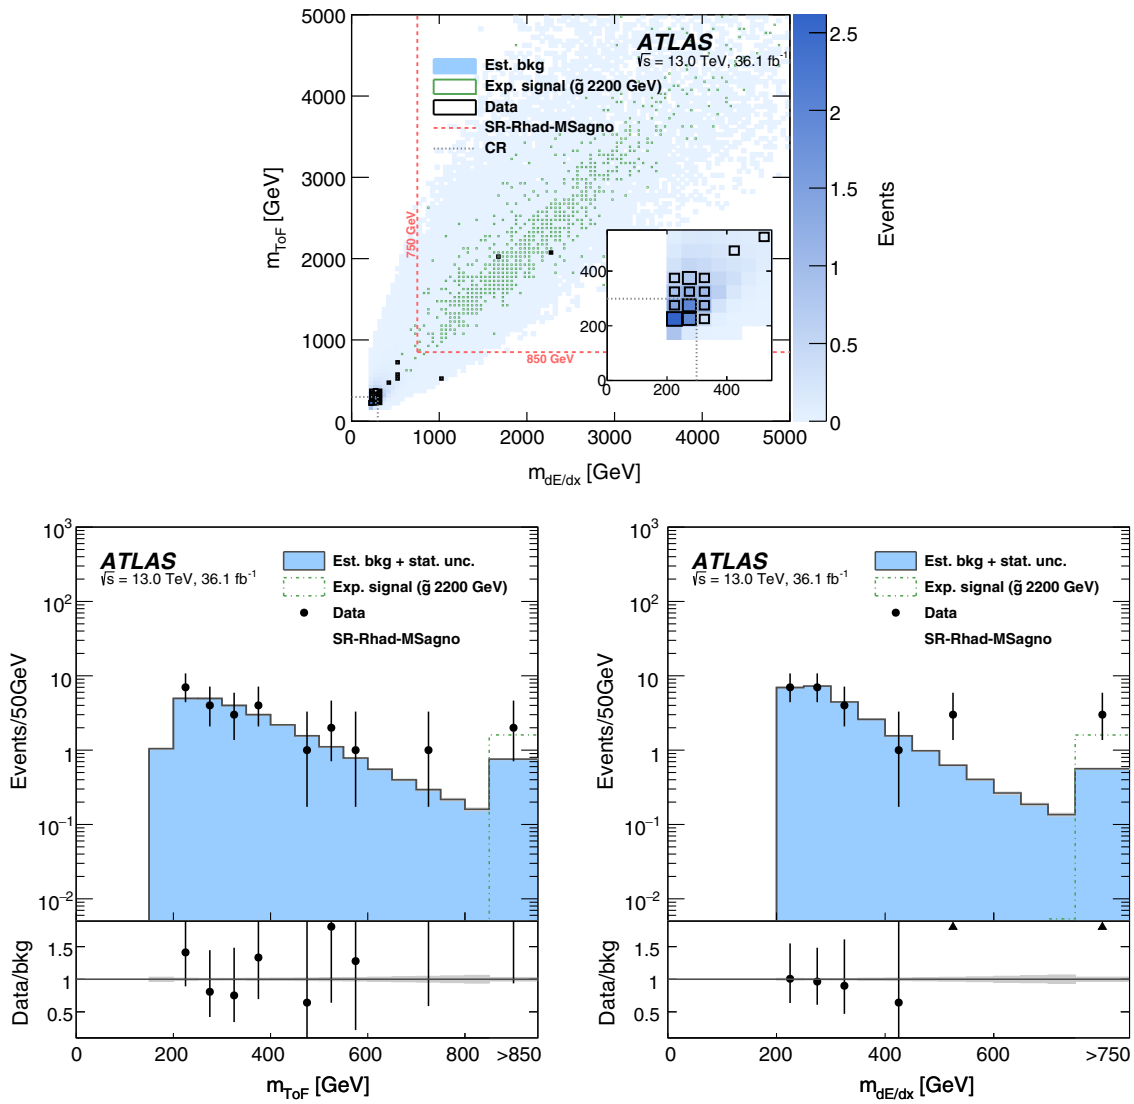 5000
4000
3000
2000
1000
0
m_ToF [GeV]
ATLAS
√s = 13.0 TeV, 36.1 fb⁻¹
Est. bkg
Exp. signal (g̃ 2200 GeV)
Data
SR-Rhad-MSagno
CR
750 GeV
850 GeV
400
200
0
0 200 400
0 1000 2000 3000 4000 5000
m_dE/dx [GeV]
2.5
2
1.5
1
0.5
0
Events
10³
10²
10
1
10⁻¹
10⁻²
Events/50GeV
ATLAS
√s = 13.0 TeV, 36.1 fb⁻¹
Est. bkg + stat. unc.
Exp. signal (g̃ 2200 GeV)
Data
SR-Rhad-MSagno
1.5
1
0.5
Data/bkg
0 200 400 600 800 >850
m_ToF [GeV]
10³
10²
10
1
10⁻¹
10⁻²
Events/50GeV
ATLAS
√s = 13.0 TeV, 36.1 fb⁻¹
Est. bkg + stat. unc.
Exp. signal (g̃ 2200 GeV)
Data
SR-Rhad-MSagno
1.5
1
0.5
Data/bkg
0 200 400 600 >750
m_dE/dx [GeV]